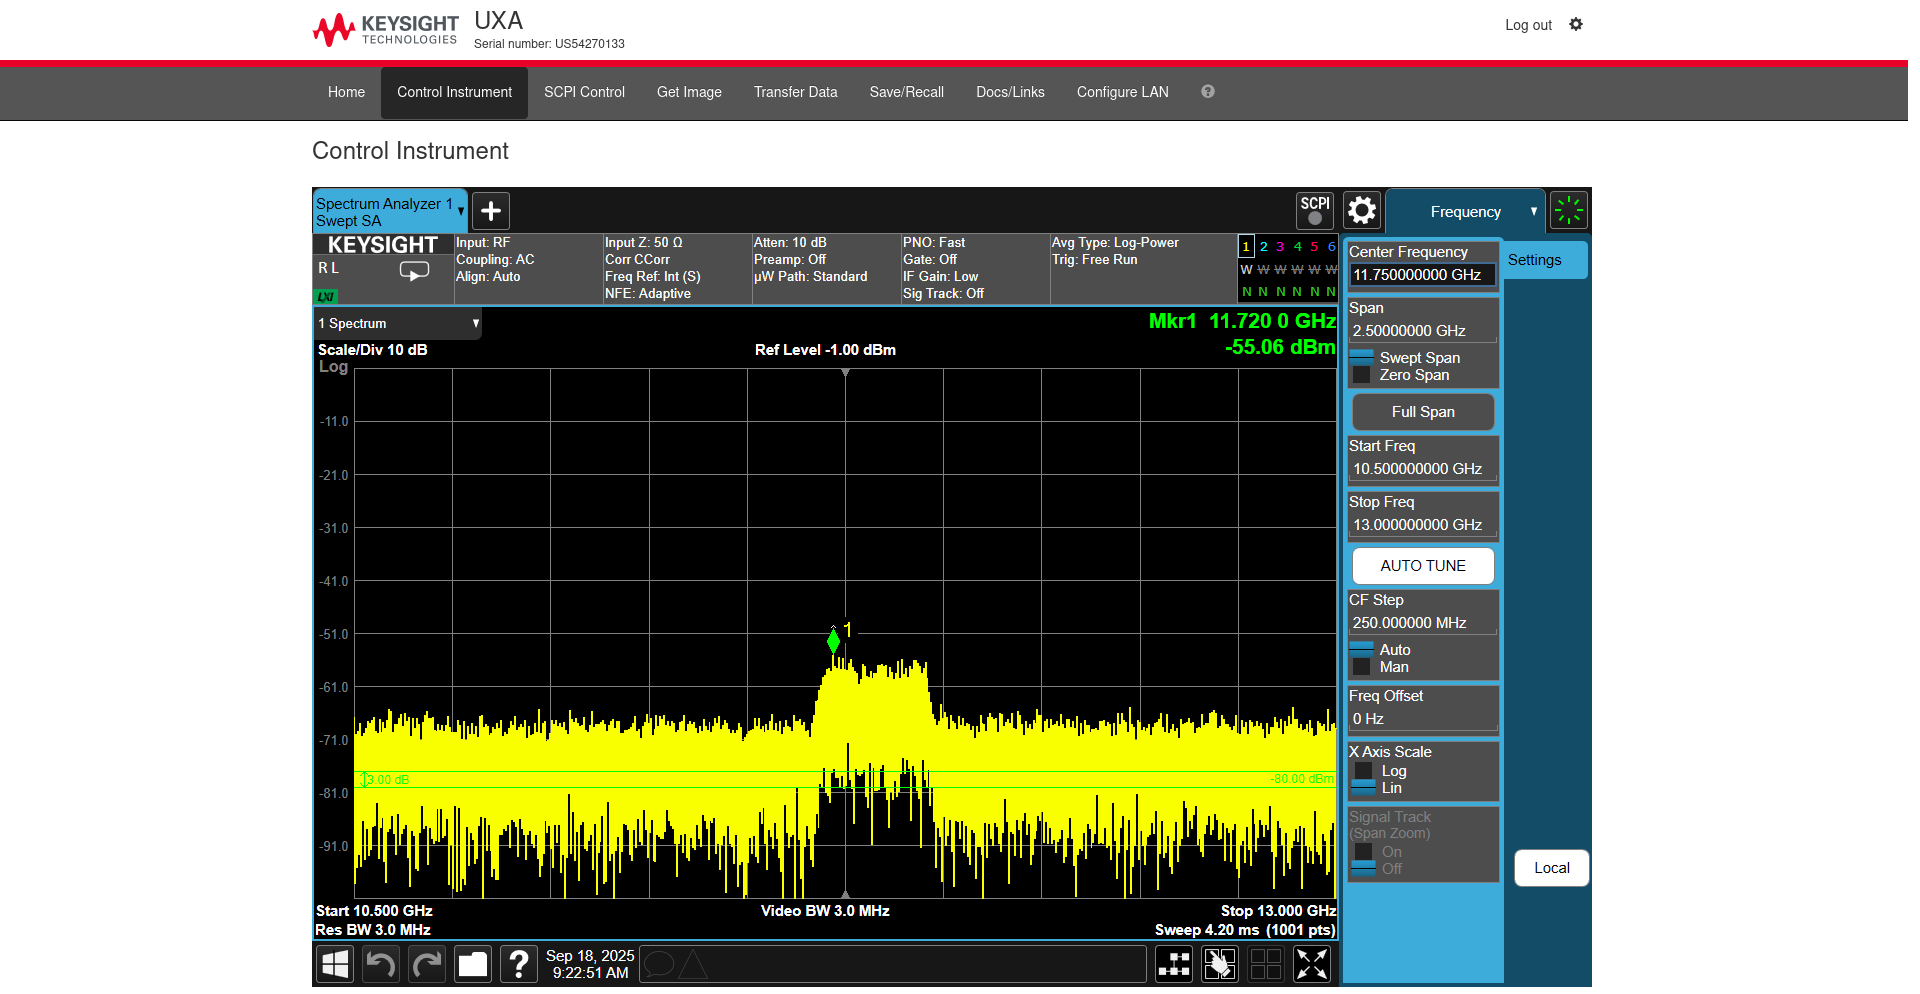 KEYSIGHT
TECHNOLOGIES
UXA
Serial number: US54270133
Log out
Home
Control Instrument
SCPI Control
Get Image
Transfer Data
Save/Recall
Docs/Links
Configure LAN
?
Control Instrument
Spectrum Analyzer 1
Swept SA
SCPI
Frequency
KEYSIGHT
R L
LXI
Input: RF
Coupling: AC
Align: Auto
Input Z: 50 Ω
Corr CCorr
Freq Ref: Int (S)
NFE: Adaptive
Atten: 10 dB
Preamp: Off
µW Path: Standard
PNO: Fast
Gate: Off
IF Gain: Low
Sig Track: Off
Avg Type: Log-Power
Trig: Free Run
1 2 3 4 5 6
W W W W W W
N N N N N N
1 Spectrum
Mkr1 11.720 0 GHz
-55.06 dBm
Scale/Div 10 dB
Ref Level -1.00 dBm
Log
-11.0
-21.0
-31.0
-41.0
-51.0
-61.0
-71.0
-81.0
-91.0
1
3.00 dB
-80.00 dBm
Start 10.500 GHz
Video BW 3.0 MHz
Stop 13.000 GHz
Res BW 3.0 MHz
Sweep 4.20 ms (1001 pts)
?
Sep 18, 2025
9:22:51 AM
Center Frequency
11.750000000 GHz
Settings
Span
2.50000000 GHz
Swept Span
Zero Span
Full Span
Start Freq
10.500000000 GHz
Stop Freq
13.000000000 GHz
AUTO TUNE
CF Step
250.000000 MHz
Auto
Man
Freq Offset
0 Hz
X Axis Scale
Log
Lin
Signal Track
(Span Zoom)
On
Off
Local